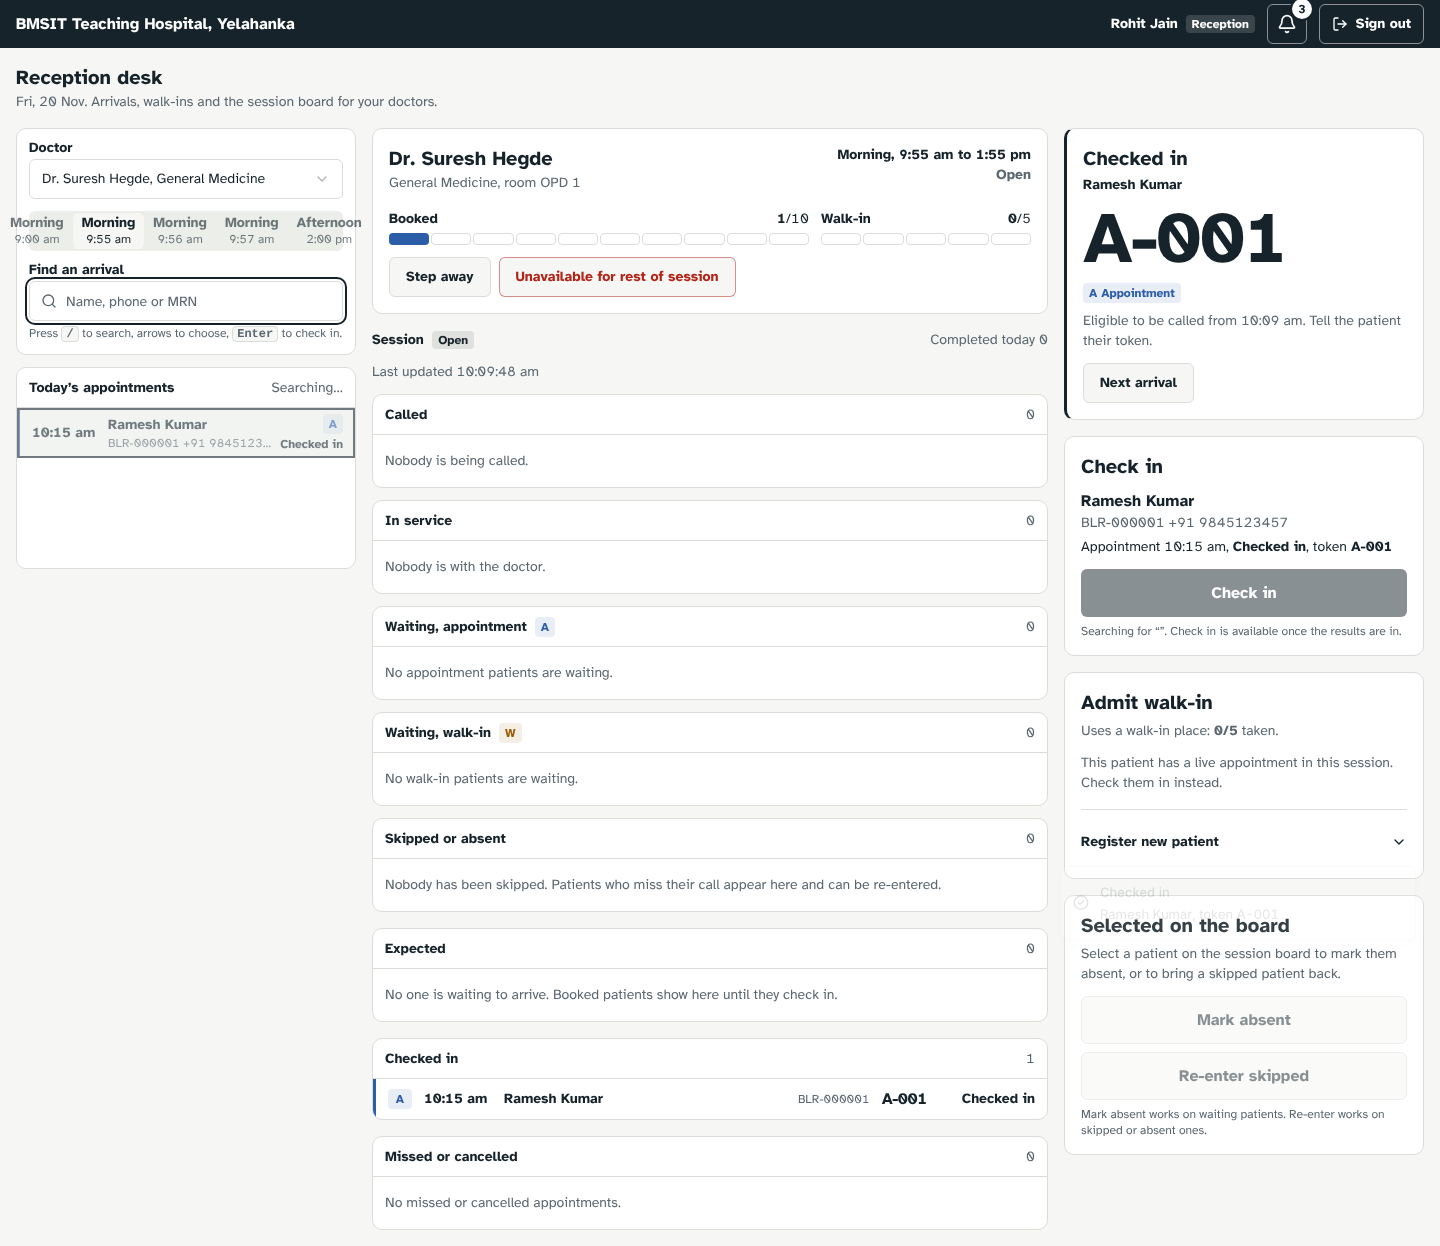 BMSIT Teaching Hospital, Yelahanka
Rohit Jain Reception
3
Sign out
Reception desk
Fri, 20 Nov. Arrivals, walk-ins and the session board for your doctors.
Doctor
Dr. Suresh Hegde, General Medicine
Morning Morning Morning Morning Afternoon
9:00 am 9:55 am 9:56 am 9:57 am 2:00 pm
Find an arrival
Name, phone or MRN
Press / to search, arrows to choose, Enter to check in.
Today's appointments Searching...
10:15 am Ramesh Kumar A
BLR-000001 +91 9845123... Checked in
Dr. Suresh Hegde
General Medicine, room OPD 1
Morning, 9:55 am to 1:55 pm
Open
Booked 1/10 Walk-in 0/5
Step away Unavailable for rest of session
Session Open Completed today 0
Last updated 10:09:48 am
Called 0
Nobody is being called.
In service 0
Nobody is with the doctor.
Waiting, appointment A 0
No appointment patients are waiting.
Waiting, walk-in W 0
No walk-in patients are waiting.
Skipped or absent 0
Nobody has been skipped. Patients who miss their call appear here and can be re-entered.
Expected 0
No one is waiting to arrive. Booked patients show here until they check in.
Checked in 1
A 10:15 am Ramesh Kumar BLR-000001 A-001 Checked in
Missed or cancelled 0
No missed or cancelled appointments.
Checked in
Ramesh Kumar
A-001
A Appointment
Eligible to be called from 10:09 am. Tell the patient
their token.
Next arrival
Check in
Ramesh Kumar
BLR-000001 +91 9845123457
Appointment 10:15 am, Checked in, token A-001
Check in
Searching for “”. Check in is available once the results are in.
Admit walk-in
Uses a walk-in place: 0/5 taken.
This patient has a live appointment in this session.
Check them in instead.
Register new patient
Checked in
Ramesh Kumar, token A-001
Selected on the board
Select a patient on the session board to mark them
absent, or to bring a skipped patient back.
Mark absent
Re-enter skipped
Mark absent works on waiting patients. Re-enter works on
skipped or absent ones.